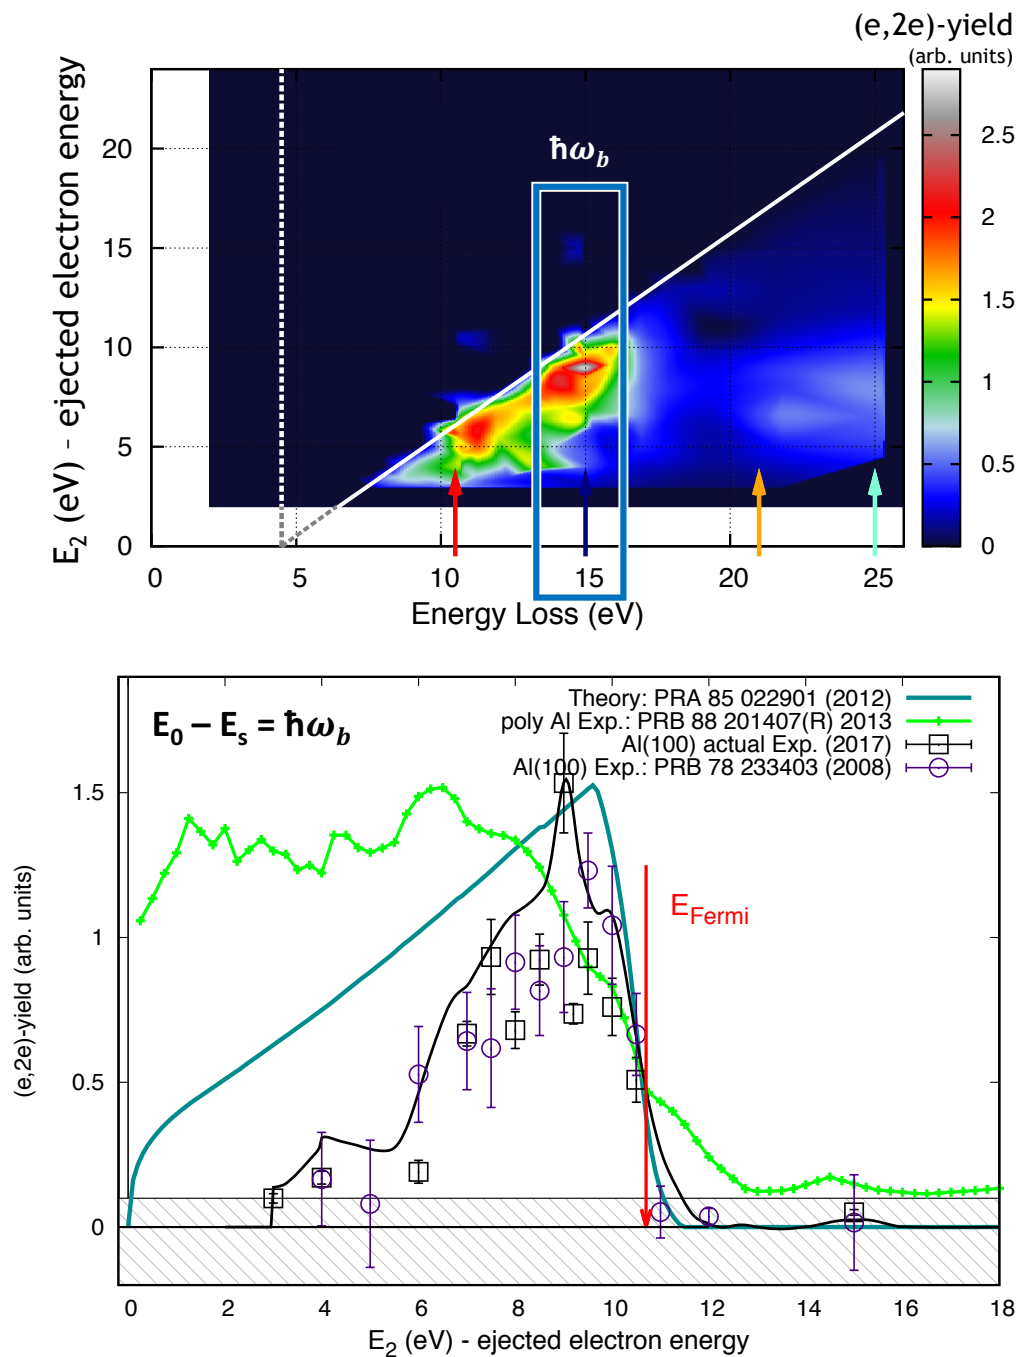 (e,2e)-yield
(arb. units)
E₂ (eV) - ejected electron energy
20
15
10
5
0
ħω_b
2.5
2
1.5
1
0.5
0
0 5 10 15 20 25
Energy Loss (eV)
E₀ – Eₛ = ħω_b
Theory: PRA 85 022901 (2012)
poly Al Exp.: PRB 88 201407(R) 2013
Al(100) actual Exp. (2017)
Al(100) Exp.: PRB 78 233403 (2008)
(e,2e)-yield (arb. units)
1.5
1
0.5
0
E_Fermi
0 2 4 6 8 10 12 14 16 18
E₂ (eV) - ejected electron energy